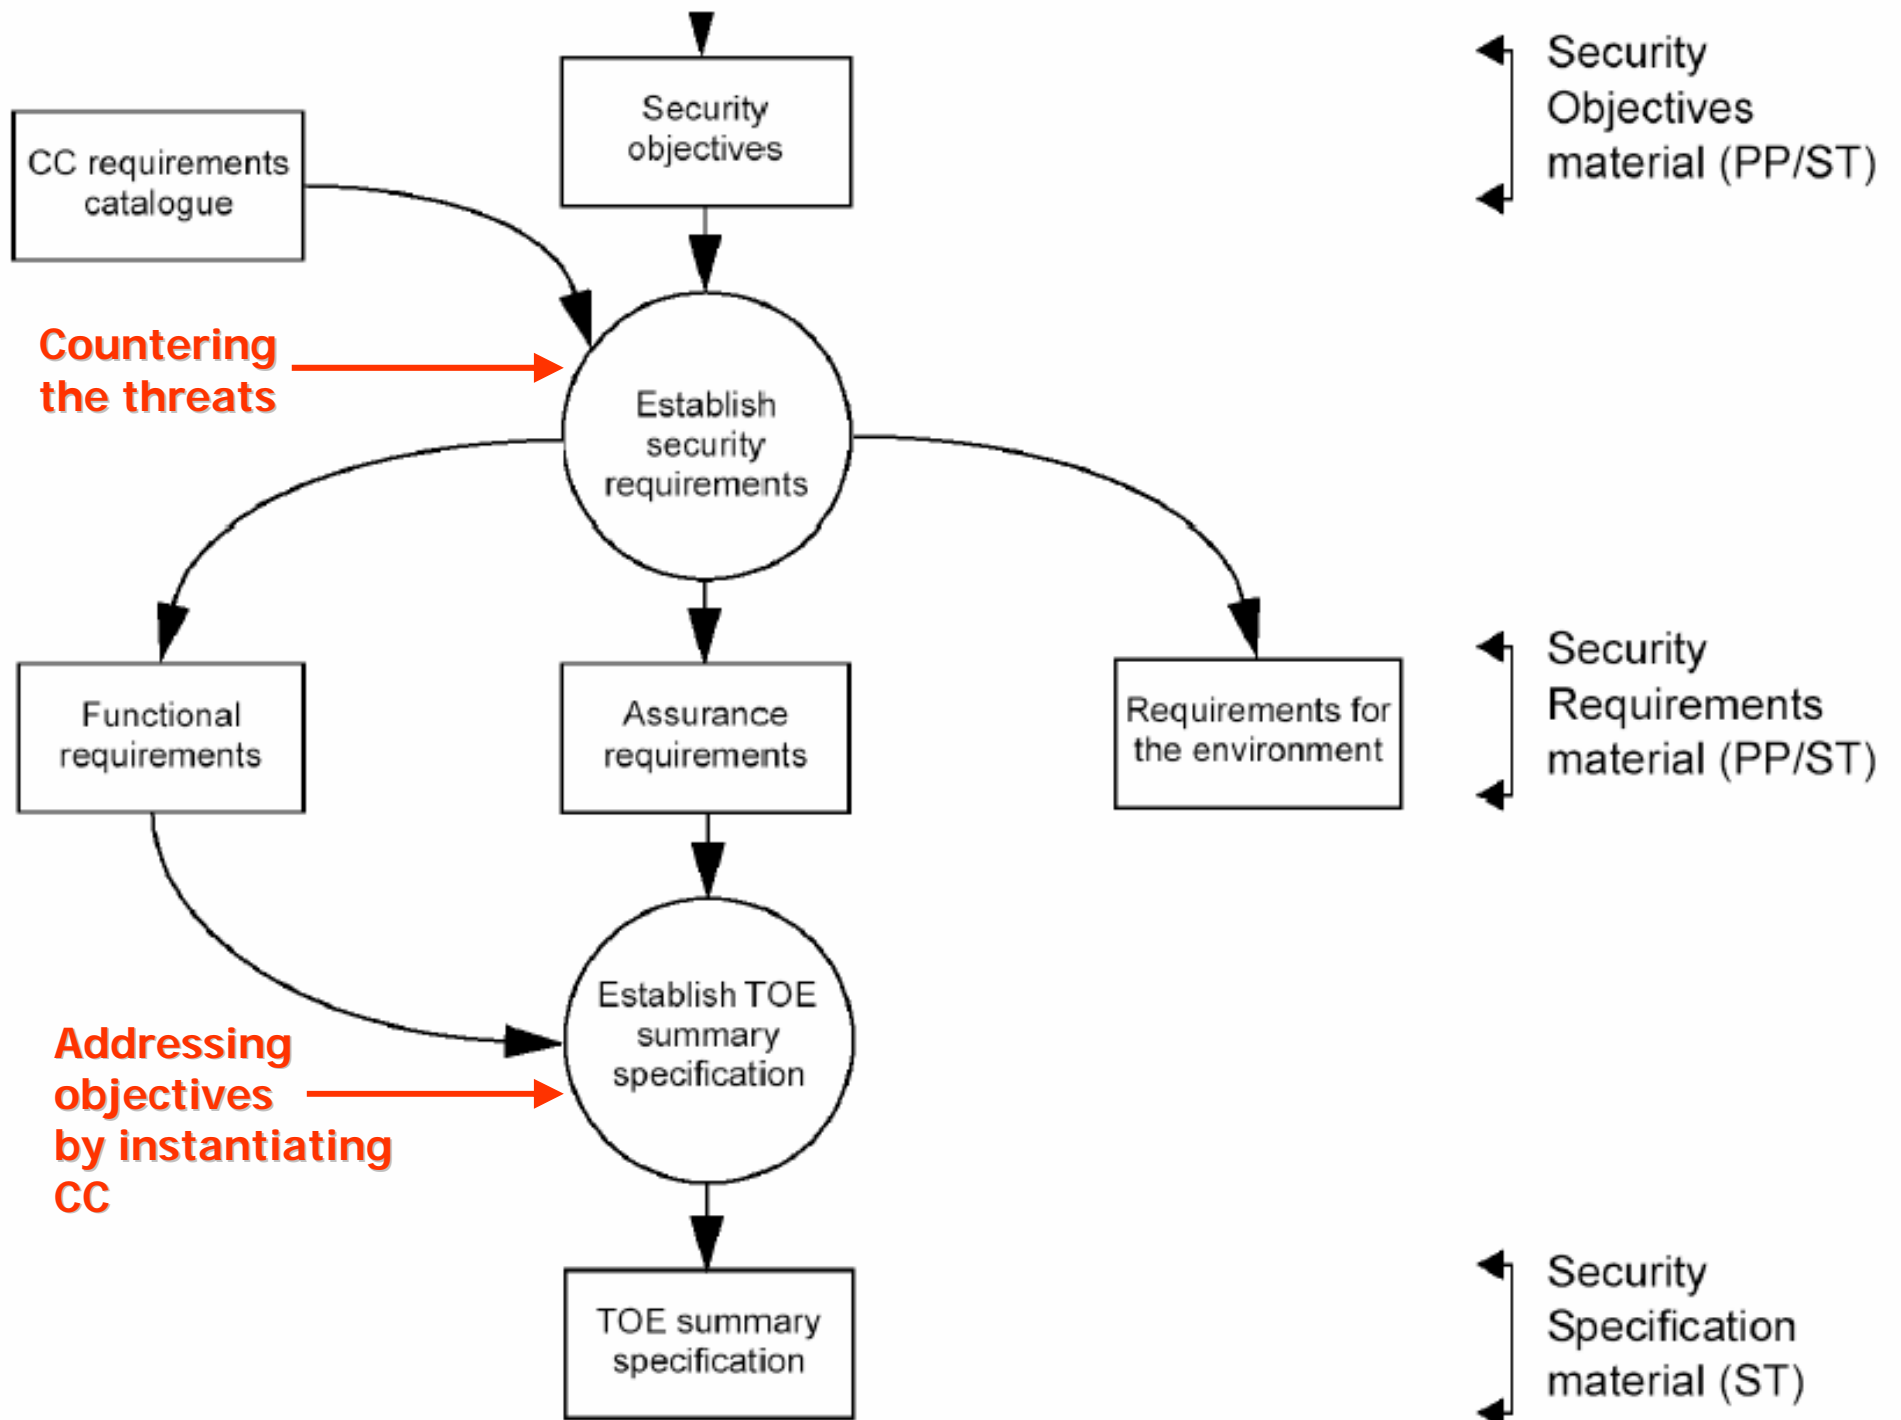 Security
objectives
CC requirements
catalogue
Security
Objectives
material (PP/ST)
Countering
the threats
Establish
security
requirements
Functional
requirements
Assurance
requirements
Requirements for
the environment
Security
Requirements
material (PP/ST)
Establish TOE
summary
specification
Addressing
objectives
by instantiating
CC
TOE summary
specification
Security
Specification
material (ST)